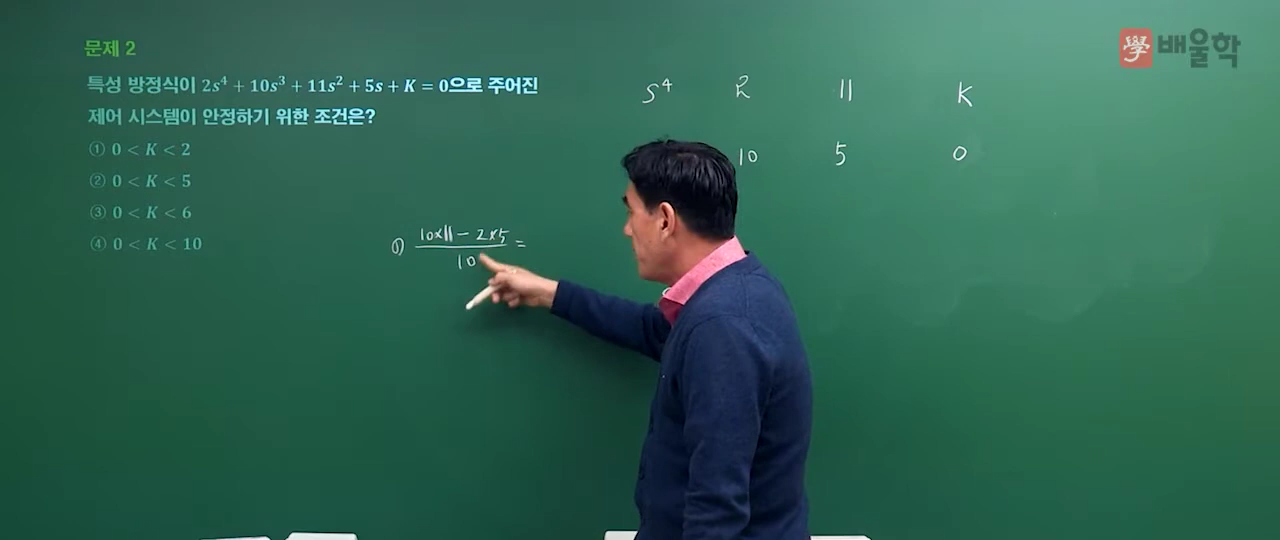 문제 2
특성 방정식이 2s⁴ + 10s³ + 11s² + 5s + K = 0으로 주어진
제어 시스템이 안정하기 위한 조건은?
① 0 < K < 2
② 0 < K < 5
③ 0 < K < 6
④ 0 < K < 10
學 배울학
S⁴ 2 11 K
10 5 0
① 10×11 − 2×5 =
10